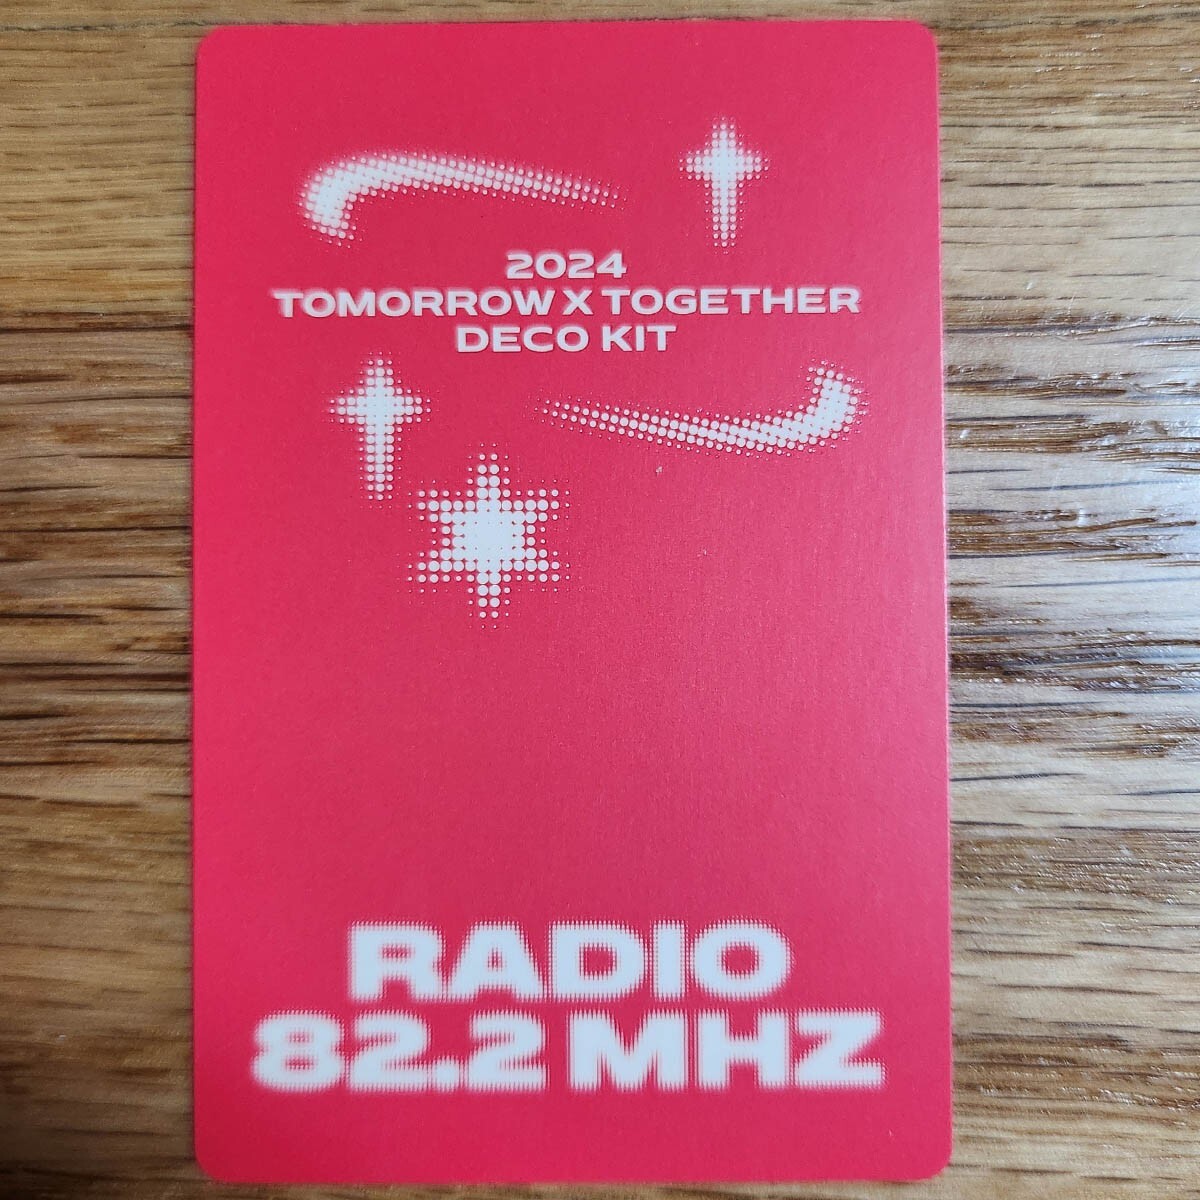 2024
TOMORROW X TOGETHER
DECO KIT
RADIO
82.2 MHZ